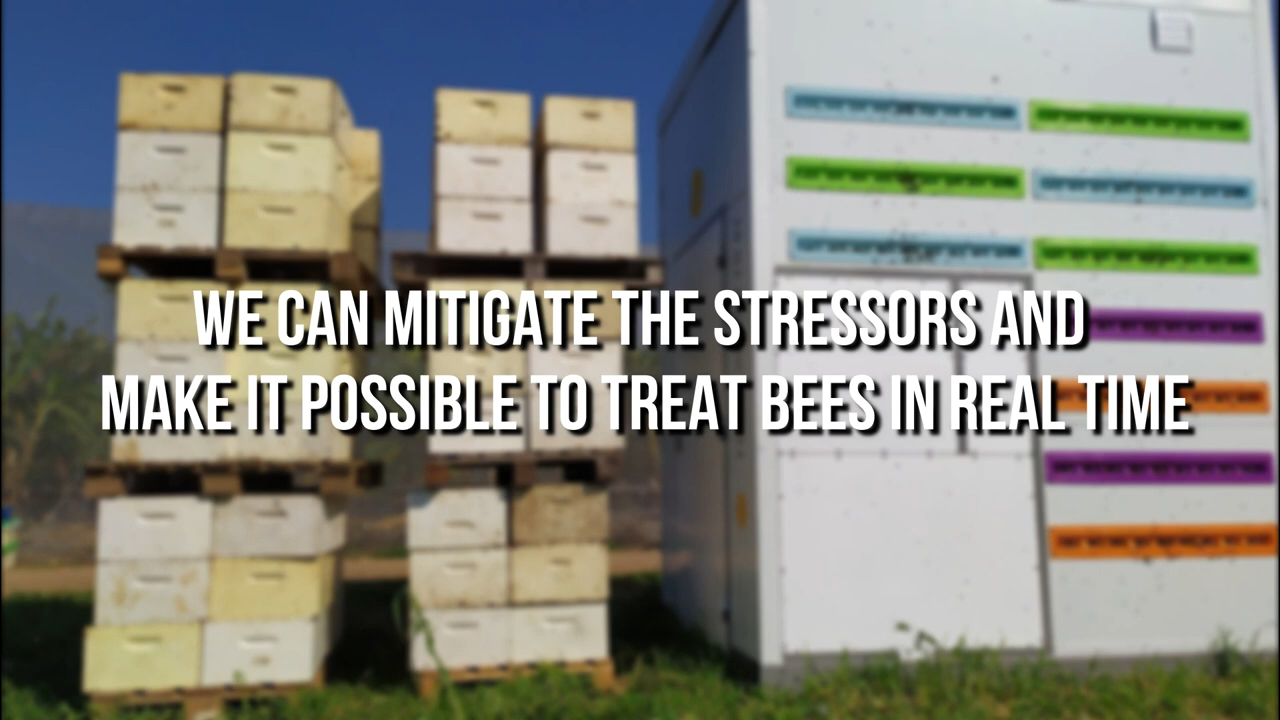 WE CAN MITIGATE THE STRESSORS AND
MAKE IT POSSIBLE TO TREAT BEES IN REAL TIME